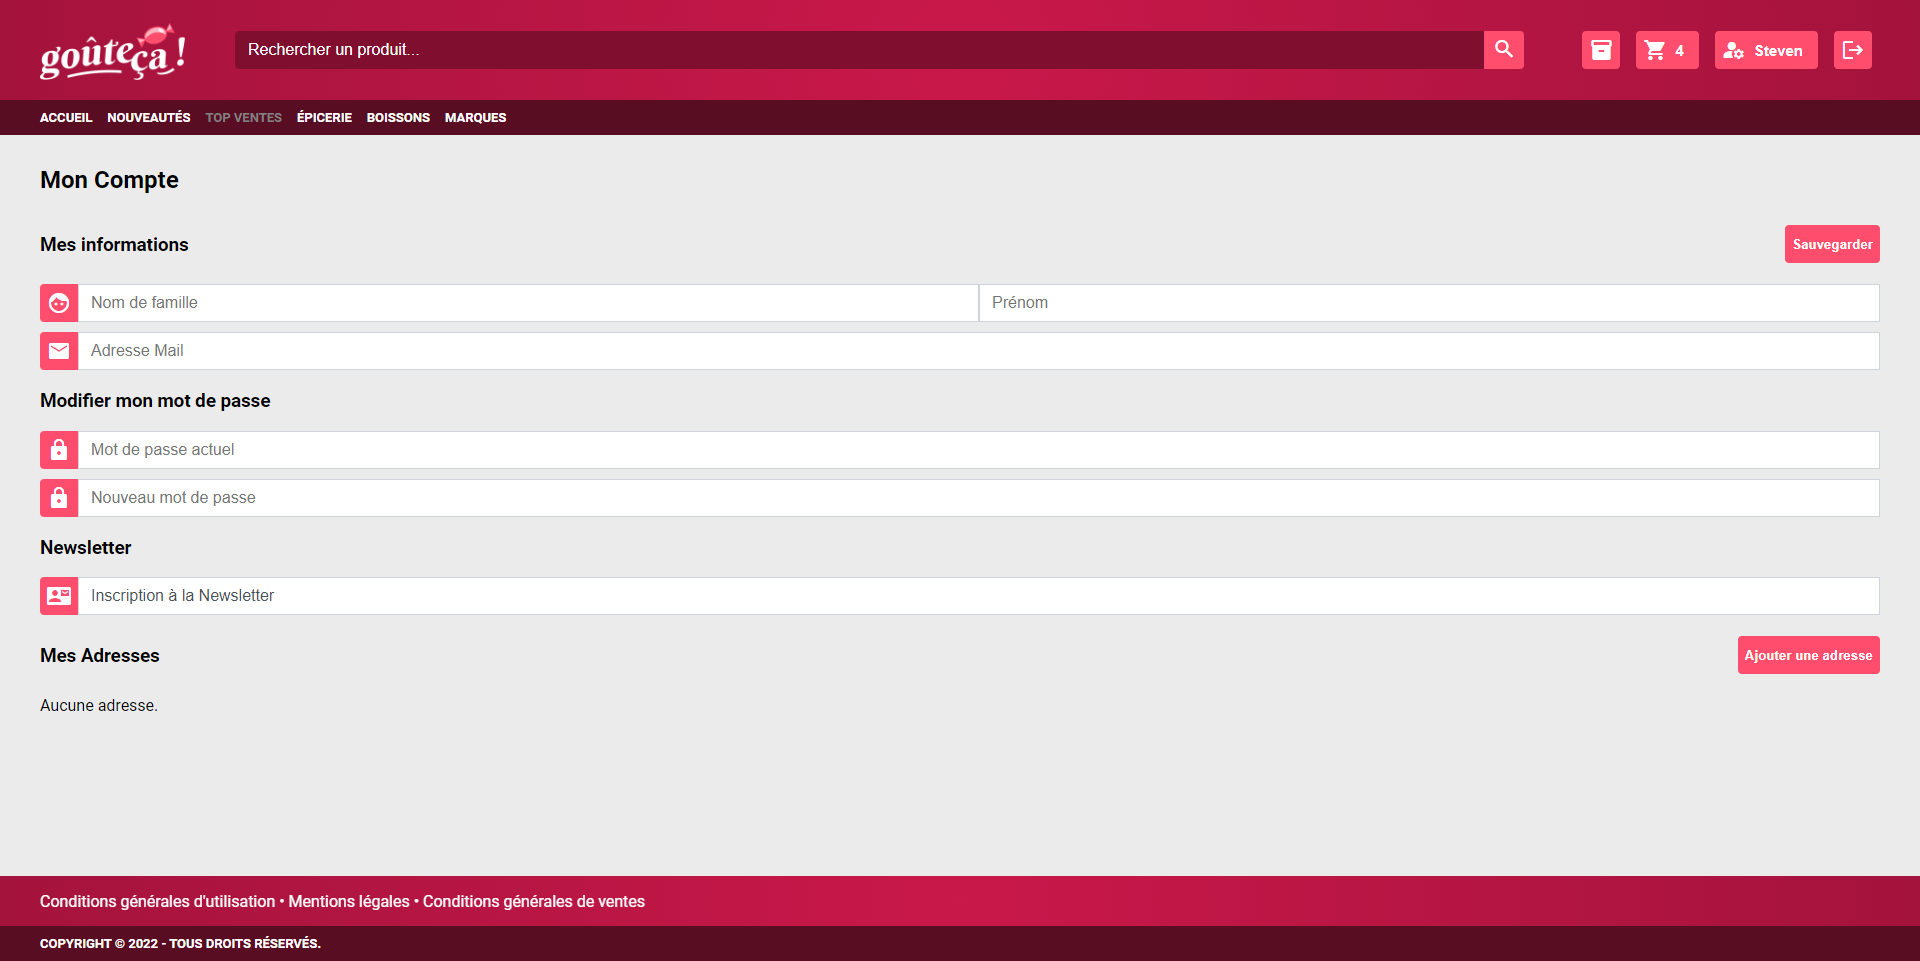 goûteça !
Rechercher un produit...
4
Steven
ACCUEIL NOUVEAUTÉS TOP VENTES ÉPICERIE BOISSONS MARQUES
Mon Compte
Mes informations
Sauvegarder
Nom de famille
Prénom
Adresse Mail
Modifier mon mot de passe
Mot de passe actuel
Nouveau mot de passe
Newsletter
Inscription à la Newsletter
Mes Adresses
Ajouter une adresse
Aucune adresse.
Conditions générales d'utilisation • Mentions légales • Conditions générales de ventes
COPYRIGHT © 2022 - TOUS DROITS RÉSERVÉS.